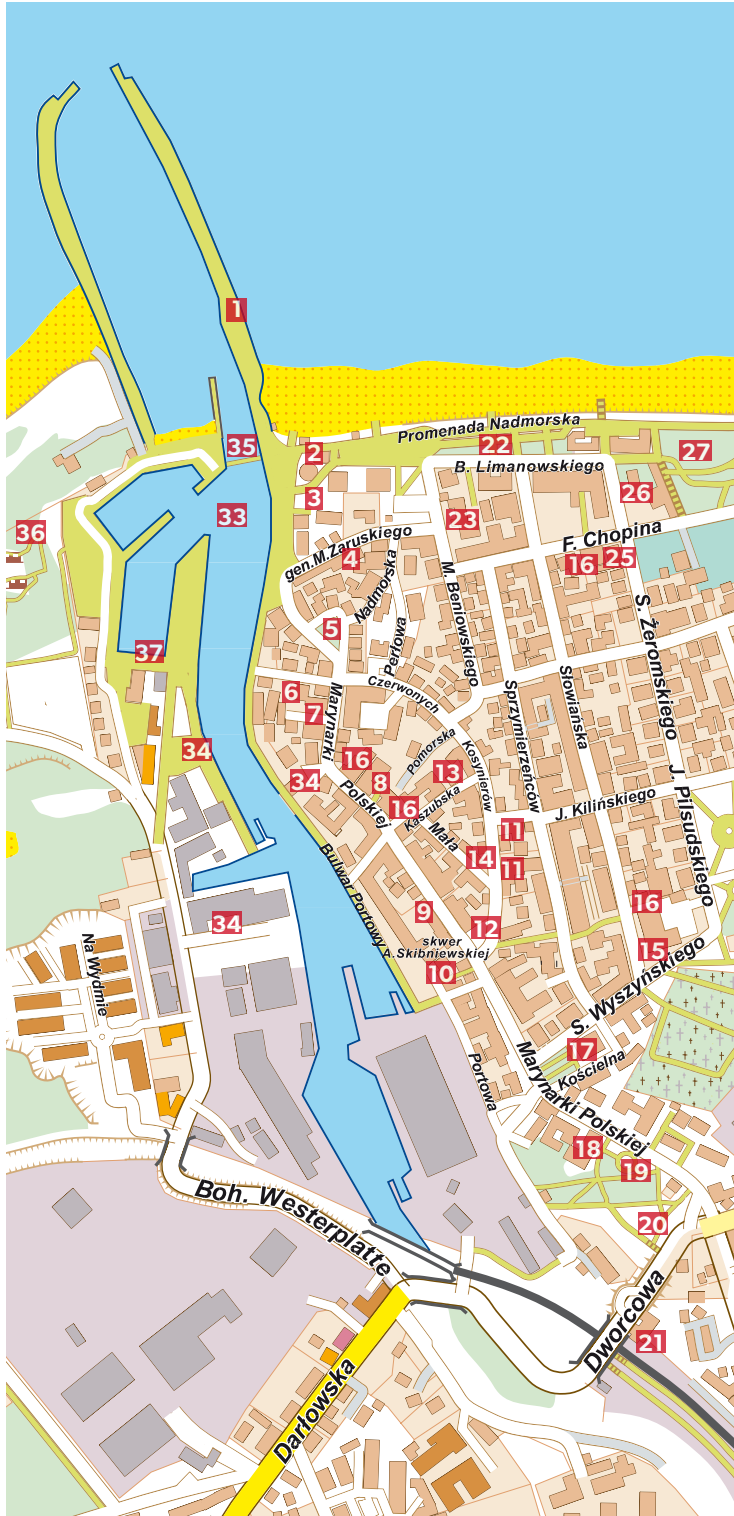 1
Promenada Nadmorska
22
35
2
27
B. Limanowskiego
26
3
33
23
36
gen.M.Zaruskiego
F. Chopina
4
16
25
Nadmorska
M. Beniowskiego
5
S. Żeromskiego
Perłowa
37
6
Marynarki
Czerwonych
Sprzymierzeńców
Słowiańska
7
34
Pomorska
Kosynierów
16
8
13
34
Polskiej
16
Kaszubska
J. Piłsudskiego
J. Kilińskiego
Mała
11
14
11
Bulwar Portowy
9
16
34
12
Na Wydmie
skwer
A.Skibniewskiej
10
15
S. Wyszyńskiego
17
Kościelna
Portowa
Marynarki Polskiej
18
19
Boh. Westerplatte
20
Dworcowa
21
Darłowska